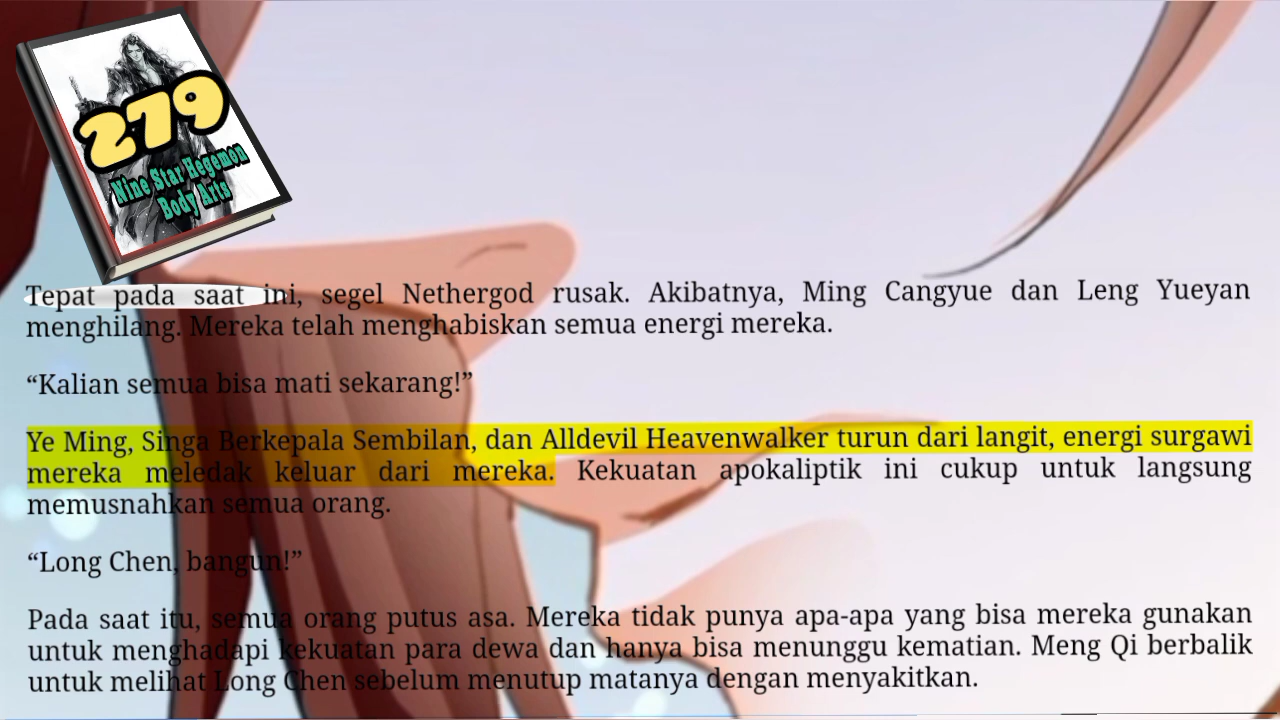 279
Nine Star Hegemon
Body Arts
Tepat pada saat ini, segel Nethergod rusak. Akibatnya, Ming Cangyue dan Leng Yueyan
menghilang. Mereka telah menghabiskan semua energi mereka.
“Kalian semua bisa mati sekarang!”
Ye Ming, Singa Berkepala Sembilan, dan Alldevil Heavenwalker turun dari langit, energi surgawi
mereka meledak keluar dari mereka. Kekuatan apokaliptik ini cukup untuk langsung
memusnahkan semua orang.
“Long Chen, bangun!”
Pada saat itu, semua orang putus asa. Mereka tidak punya apa-apa yang bisa mereka gunakan
untuk menghadapi kekuatan para dewa dan hanya bisa menunggu kematian. Meng Qi berbalik
untuk melihat Long Chen sebelum menutup matanya dengan menyakitkan.